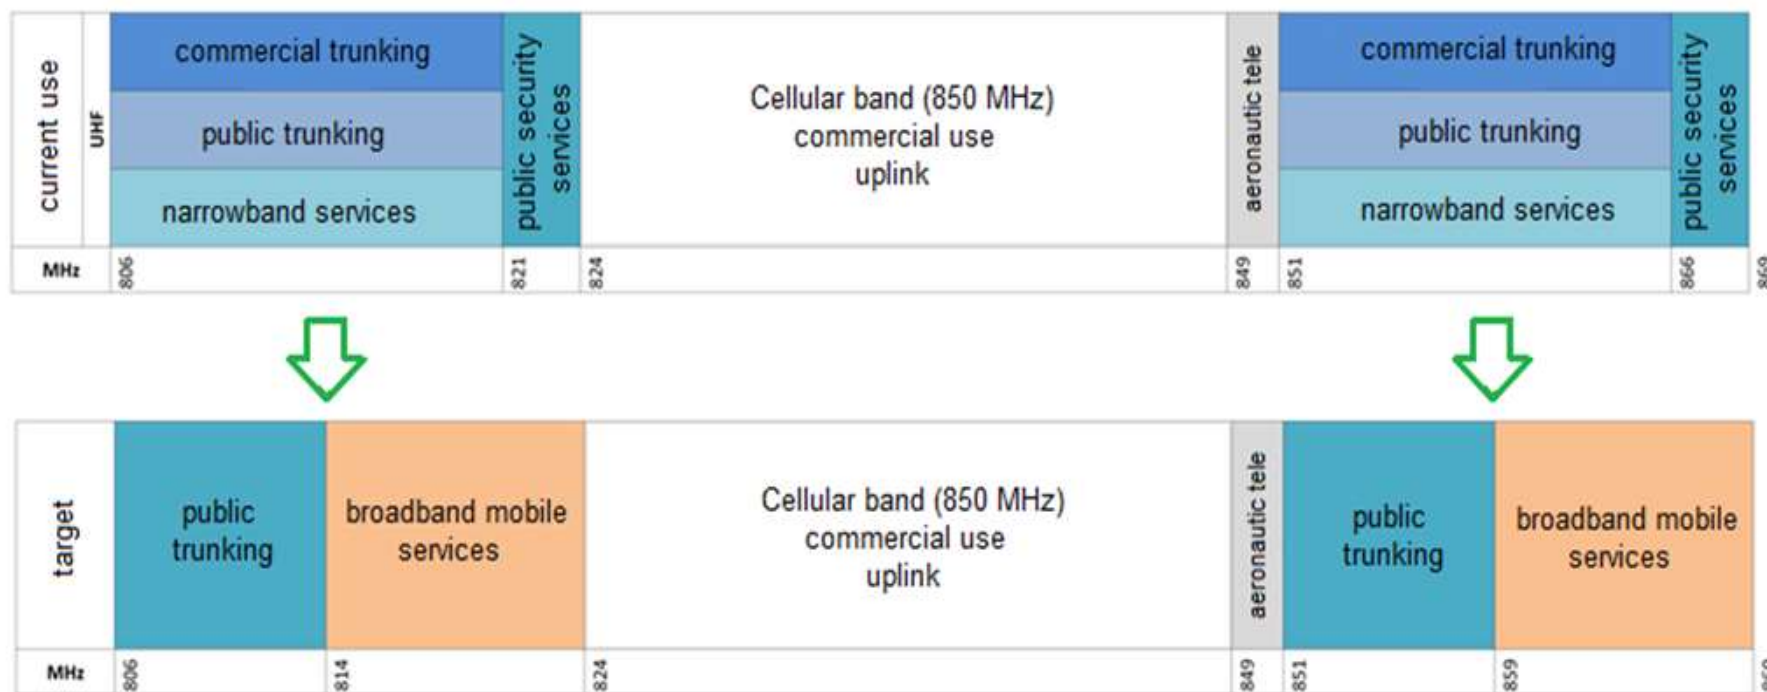 current use
UHF
commercial trunking
public trunking
narrowband services
public security
services
Cellular band (850 MHz)
commercial use
uplink
aeronautic tele
commercial trunking
public trunking
narrowband services
public security
services
MHz
806
821
824
849
851
866
869
target
public
trunking
broadband mobile
services
Cellular band (850 MHz)
commercial use
uplink
aeronautic tele
public
trunking
broadband mobile
services
MHz
806
814
824
849
851
859